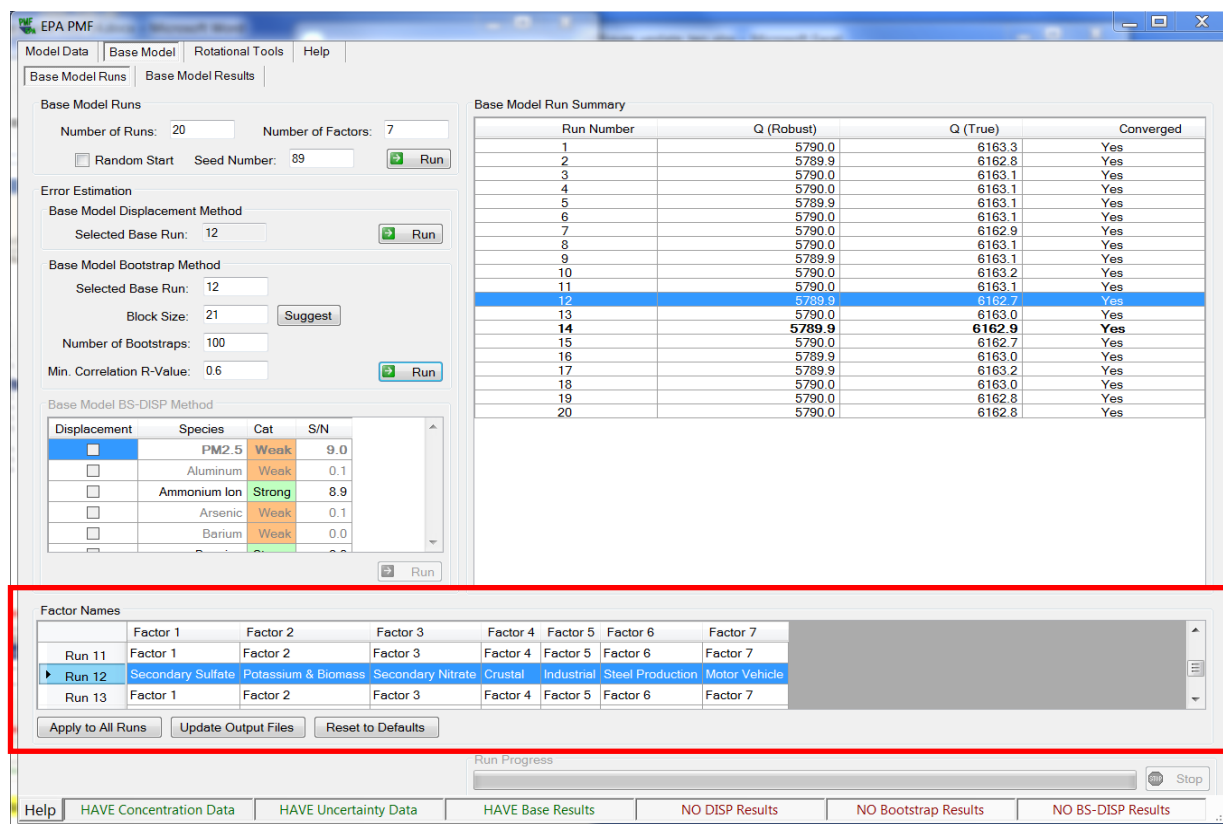 EPA PMF
Model Data Base Model Rotational Tools Help
Base Model Runs Base Model Results
Base Model Runs
Number of Runs: 20 Number of Factors: 7
Random Start Seed Number: 89 Run
Error Estimation
Base Model Displacement Method
Selected Base Run: 12 Run
Base Model Bootstrap Method
Selected Base Run: 12
Block Size: 21 Suggest
Number of Bootstraps: 100
Min. Correlation R-Value: 0.6 Run
Base Model BS-DISP Method
Displacement Species Cat S/N
PM2.5 Weak 9.0
Aluminum Weak 0.1
Ammonium Ion Strong 8.9
Arsenic Weak 0.1
Barium Weak 0.0
Run
Base Model Run Summary
Run Number Q (Robust) Q (True) Converged
1 5790.0 6163.3 Yes
2 5789.9 6162.8 Yes
3 5790.0 6163.1 Yes
4 5790.0 6163.1 Yes
5 5789.9 6163.1 Yes
6 5790.0 6163.1 Yes
7 5790.0 6162.9 Yes
8 5790.0 6163.1 Yes
9 5789.9 6163.1 Yes
10 5790.0 6163.2 Yes
11 5790.0 6163.1 Yes
12 5789.9 6162.7 Yes
13 5790.0 6163.0 Yes
14 5789.9 6162.9 Yes
15 5790.0 6162.7 Yes
16 5789.9 6163.0 Yes
17 5789.9 6163.2 Yes
18 5790.0 6163.0 Yes
19 5790.0 6162.8 Yes
20 5790.0 6162.8 Yes
Factor Names
Factor 1 Factor 2 Factor 3 Factor 4 Factor 5 Factor 6 Factor 7
Run 11 Factor 1 Factor 2 Factor 3 Factor 4 Factor 5 Factor 6 Factor 7
Run 12 Secondary Sulfate Potassium & Biomass Secondary Nitrate Crustal Industrial Steel Production Motor Vehicle
Run 13 Factor 1 Factor 2 Factor 3 Factor 4 Factor 5 Factor 6 Factor 7
Apply to All Runs Update Output Files Reset to Defaults
Run Progress
STOP Stop
Help HAVE Concentration Data HAVE Uncertainty Data HAVE Base Results NO DISP Results NO Bootstrap Results NO BS-DISP Results